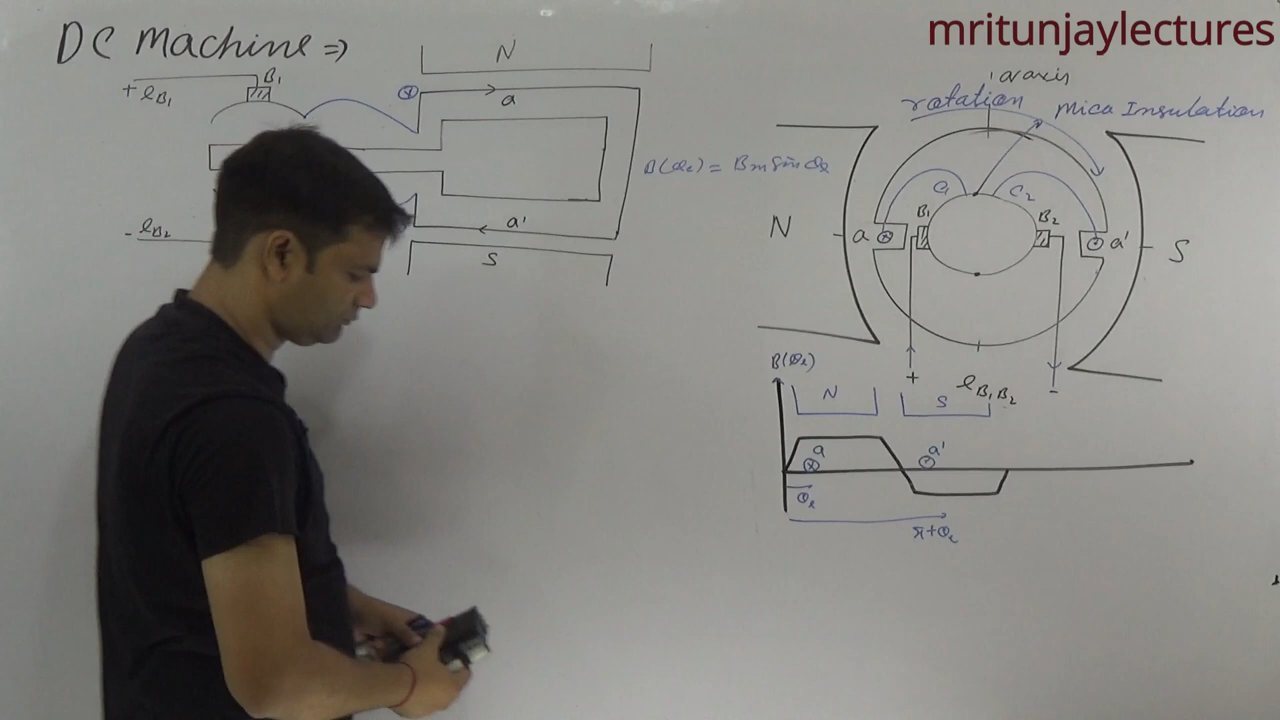 mritunjaylectures
DC Machine ⇒
N
B₁
+ e_B₁
⊗
a
a'
S
- e_B₂
B(θₑ) = Bm sin θₑ
axis
rotation
Mica Insulation
C₁
C₂
B₁
B₂
N
a ⊗
⊙ a'
S
+
e_B₁B₂
-
B(θₑ)
N
S
a
⊗
a'
⊙
θₑ
π+θₑ